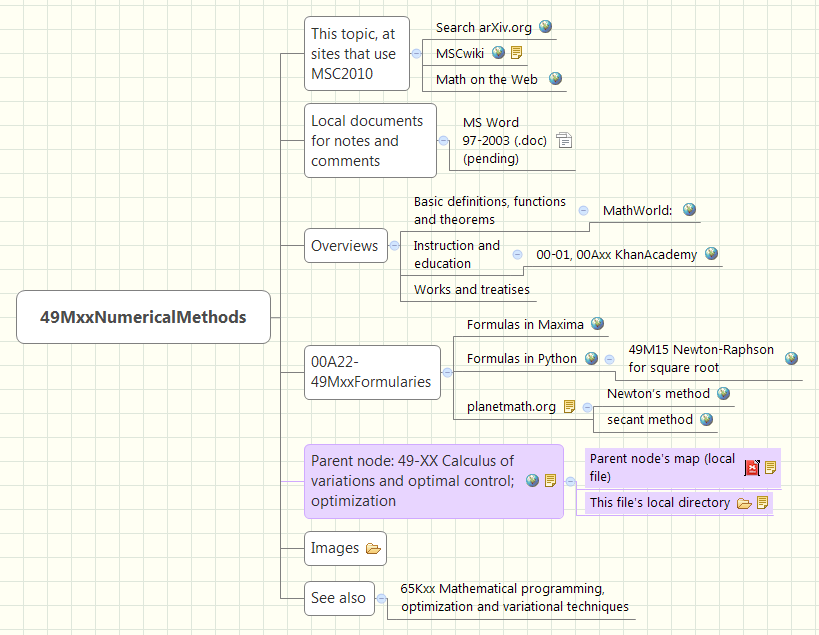 This topic, at
sites that use
MSC2010
Search arXiv.org
MSCwiki
Math on the Web
Local documents
for notes and
comments
MS Word
97-2003 (.doc)
(pending)
Overviews
Basic definitions, functions
and theorems
MathWorld:
Instruction and
education
00-01, 00Axx KhanAcademy
Works and treatises
49MxxNumericalMethods
00A22-
49MxxFormularies
Formulas in Maxima
Formulas in Python
49M15 Newton-Raphson
for square root
planetmath.org
Newton's method
secant method
Parent node: 49-XX Calculus of
variations and optimal control;
optimization
Parent node's map (local
file)
This file's local directory
Images
See also
65Kxx Mathematical programming,
optimization and variational techniques